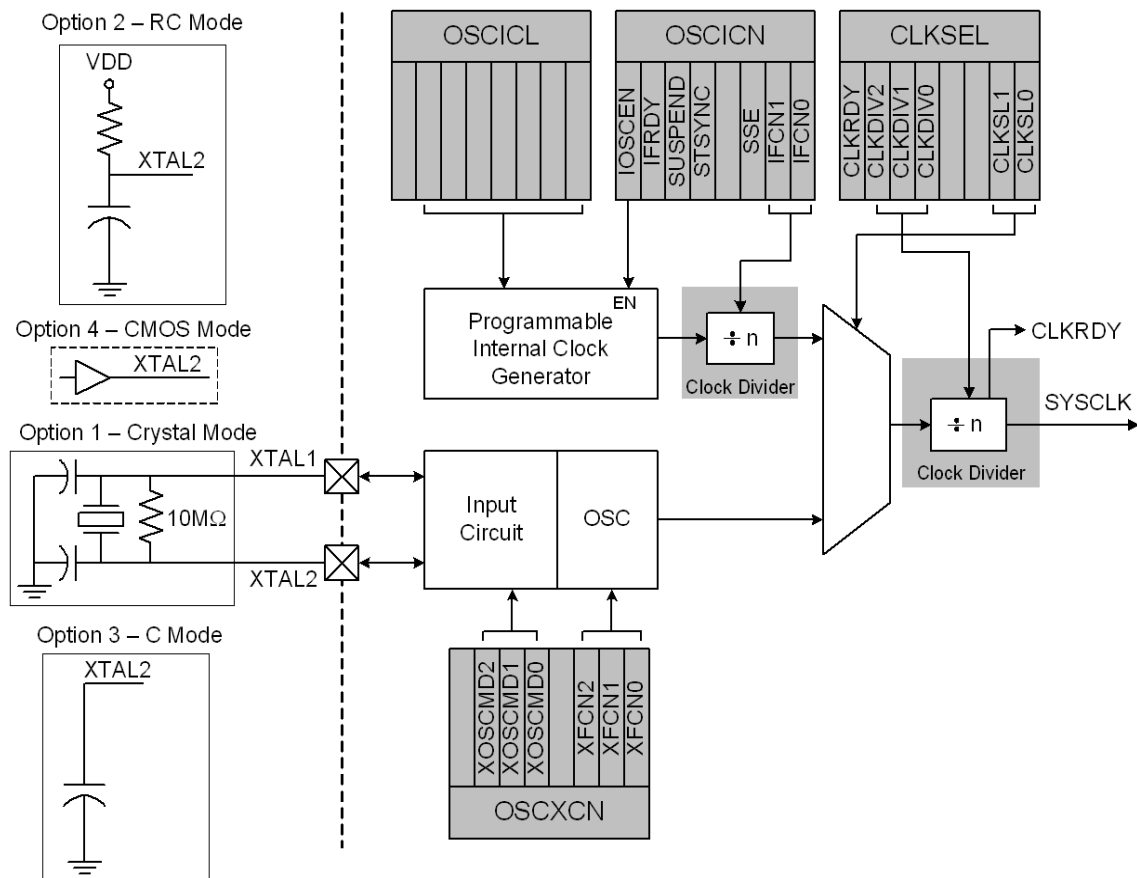 Option 2 – RC Mode
VDD
XTAL2
Option 4 – CMOS Mode
XTAL2
Option 1 – Crystal Mode
XTAL1
10MΩ
XTAL2
Option 3 – C Mode
XTAL2
OSCICL
OSCICN
IOSCEN
IFRDY
SUSPEND
STSYNC
SSE
IFCN1
IFCN0
CLKSEL
CLKRDY
CLKDIV2
CLKDIV1
CLKDIV0
CLKSL1
CLKSL0
EN
Programmable
Internal Clock
Generator
÷ n
Clock Divider
CLKRDY
SYSCLK
÷ n
Clock Divider
Input
Circuit
OSC
XOSCMD2
XOSCMD1
XOSCMD0
XFCN2
XFCN1
XFCN0
OSCXCN